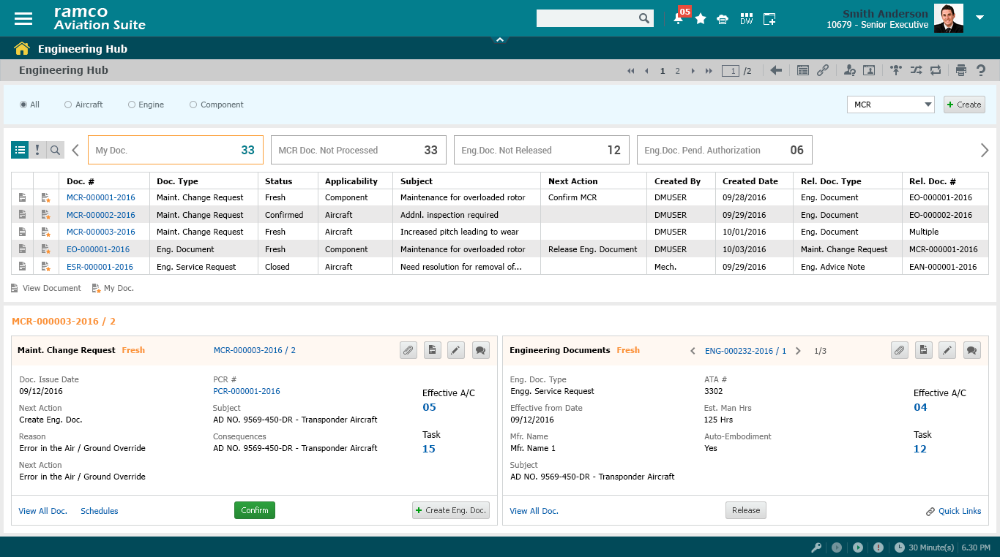 ramco
Aviation Suite
05
DW
Smith Anderson
10679 - Senior Executive
Engineering Hub
Engineering Hub
1 2 1 /2
All Aircraft Engine Component
MCR
+ Create
My Doc. 33
MCR Doc. Not Processed 33
Eng.Doc. Not Released 12
Eng.Doc. Pend. Authorization 06
Doc. # Doc. Type Status Applicability Subject Next Action Created By Created Date Rel. Doc. Type Rel. Doc. #
MCR-000001-2016 Maint. Change Request Fresh Component Maintenance for overloaded rotor Confirm MCR DMUSER 09/28/2016 Eng. Document EO-000001-2016
MCR-000002-2016 Maint. Change Request Confirmed Aircraft Addnl. inspection required DMUSER 09/29/2016 Eng. Document EO-000002-2016
MCR-000003-2016 Maint. Change Request Fresh Aircraft Increased pitch leading to wear DMUSER 10/01/2016 Eng. Document Multiple
EO-000001-2016 Eng. Document Fresh Component Maintenance for overloaded rotor Release Eng. Document DMUSER 10/03/2016 Maint. Change Request MCR-000001-2016
ESR-000001-2016 Eng. Service Request Closed Aircraft Need resolution for removal of... Mech. 09/29/2016 Eng. Advice Note EAN-000001-2016
View Document My Doc.
MCR-000003-2016 / 2
Maint. Change Request Fresh MCR-000003-2016 / 2
Doc. Issue Date
09/12/2016
Next Action
Create Eng. Doc.
Reason
Error in the Air / Ground Override
Next Action
Error in the Air / Ground Override
PCR #
PCR-000001-2016
Subject
AD NO. 9569-450-DR - Transponder Aircraft
Consequences
AD NO. 9569-450-DR - Transponder Aircraft
Effective A/C
05
Task
15
View All Doc. Schedules Confirm + Create Eng. Doc.
Engineering Documents Fresh ENG-000232-2016 / 1 1/3
Eng. Doc. Type
Engg. Service Request
Effective from Date
09/12/2016
Mfr. Name
Mfr. Name 1
Subject
AD NO. 9569-450-DR - Transponder Aircraft
ATA #
3302
Est. Man Hrs
125 Hrs
Auto-Embodiment
Yes
Effective A/C
04
Task
12
View All Doc. Release Quick Links
30 Minute(s) 6.30 PM